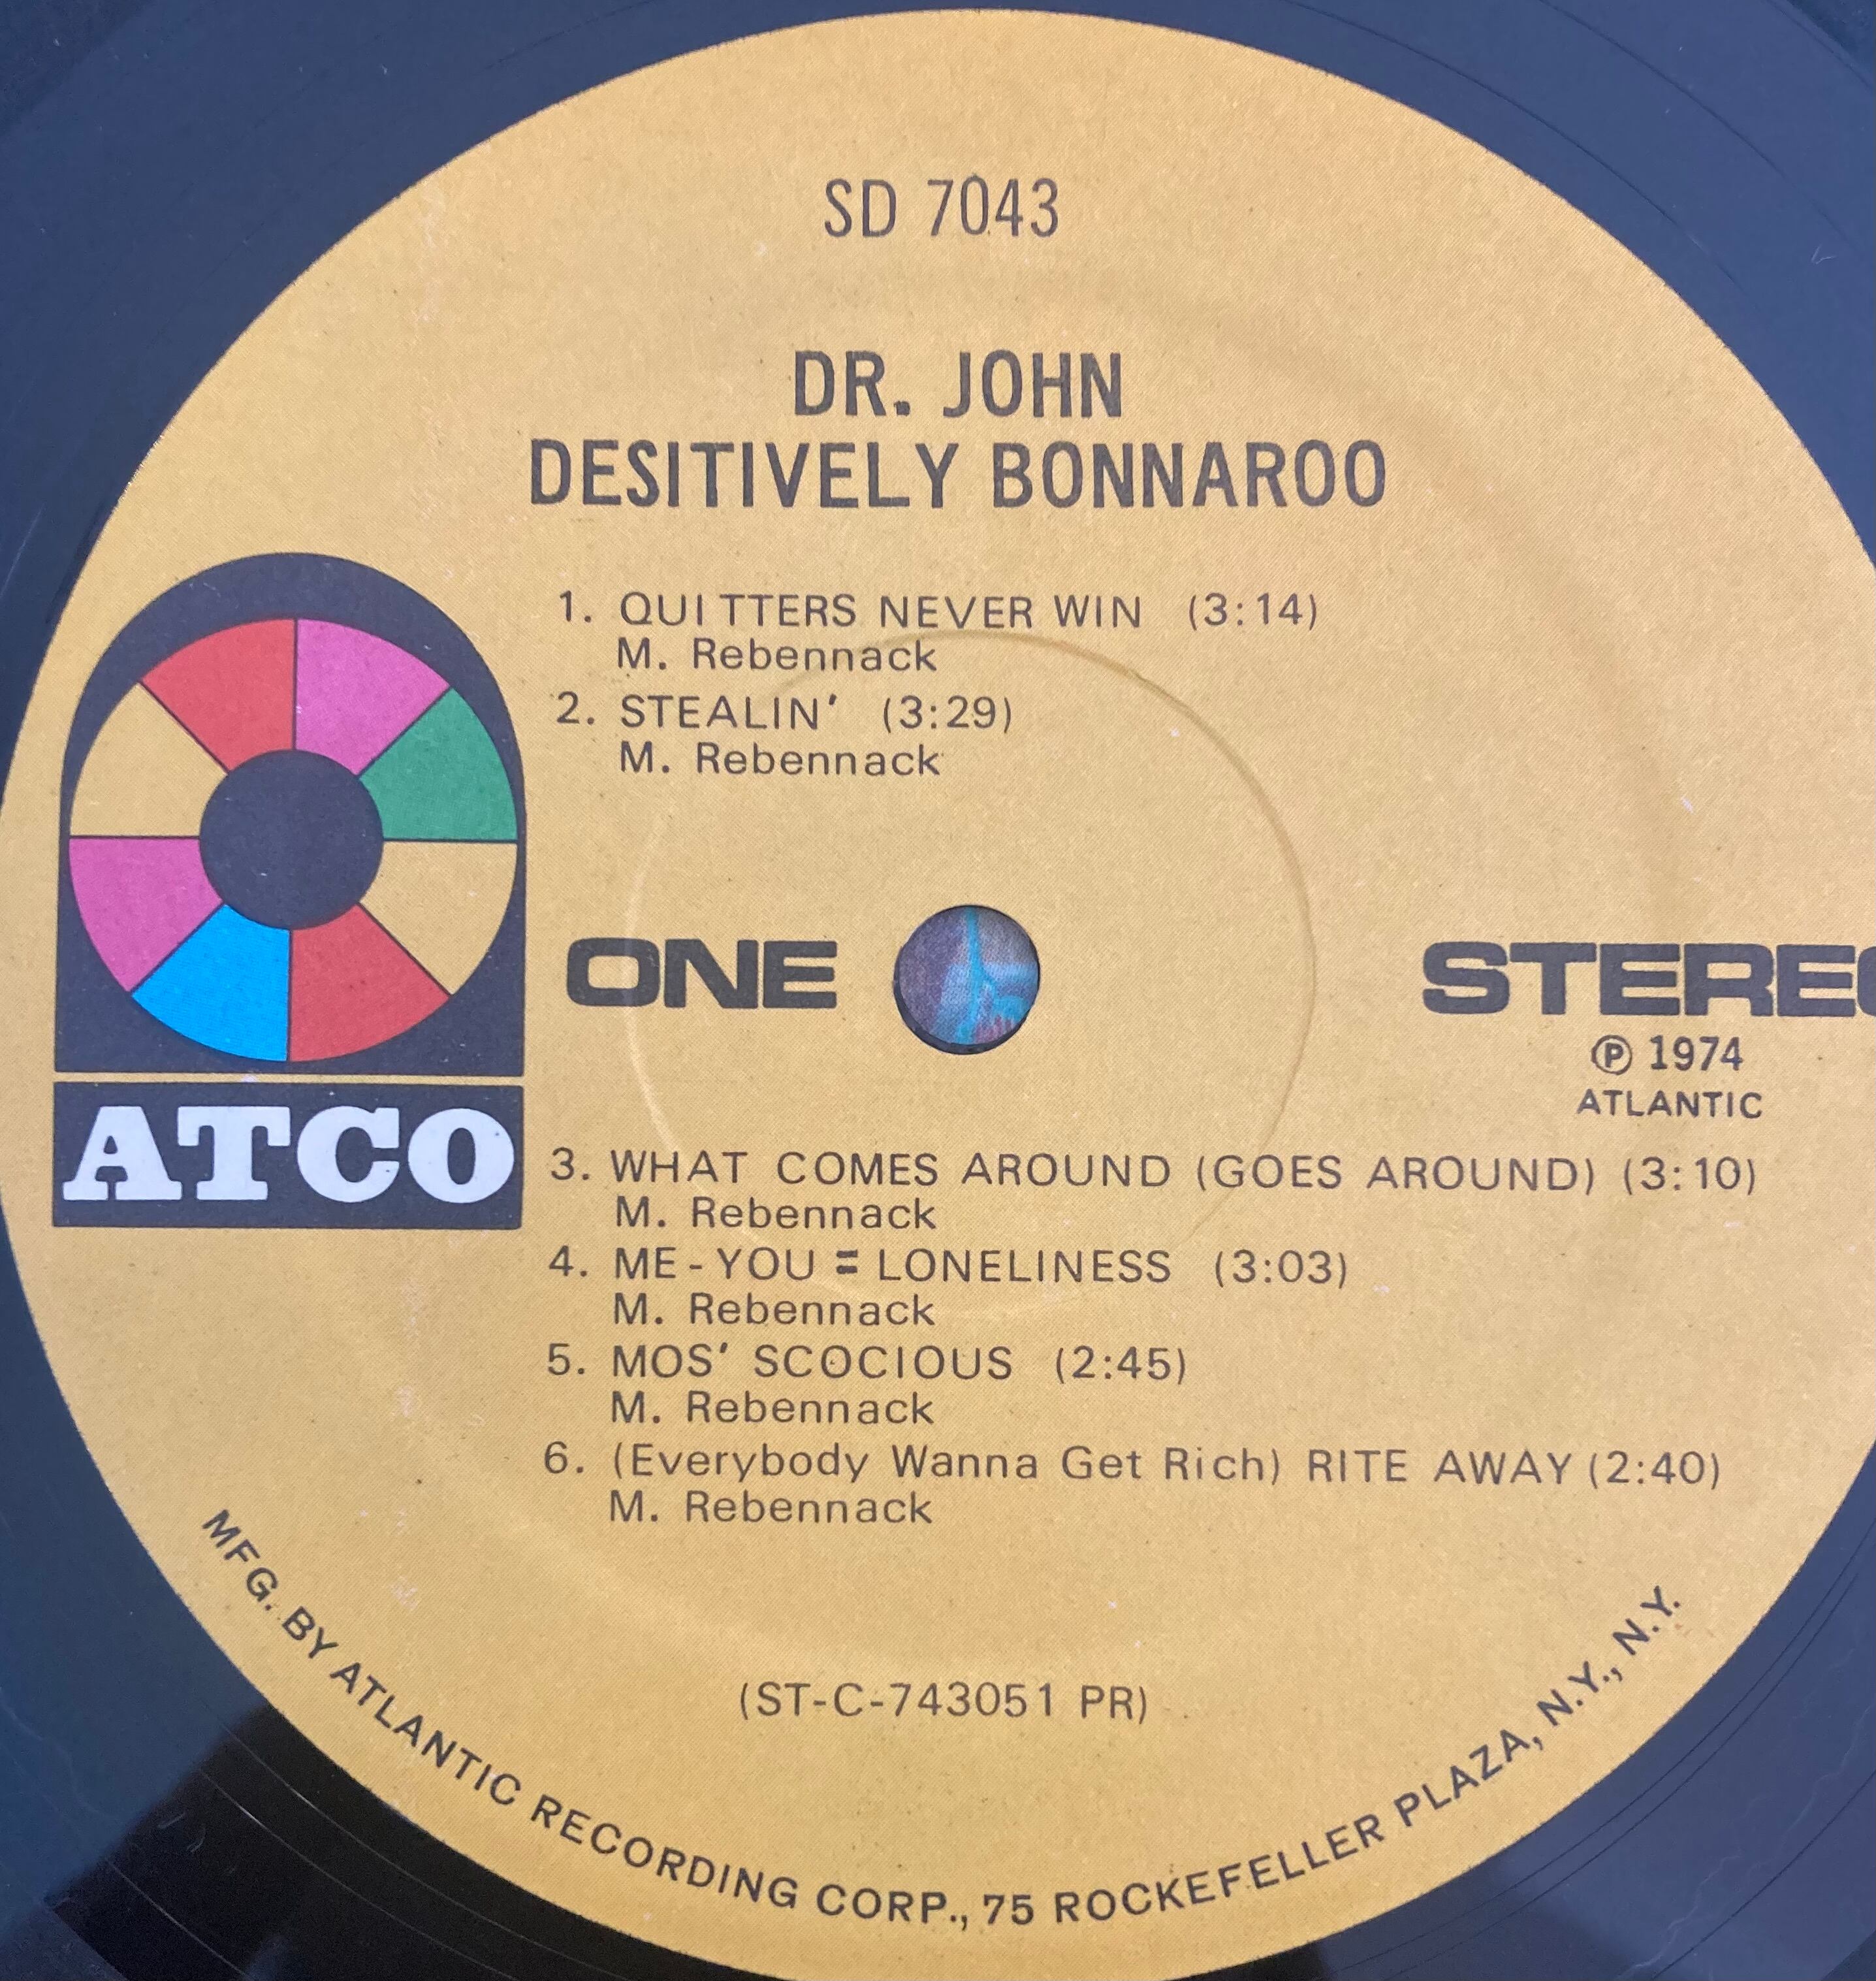 SD 7043
DR. JOHN
DESITIVELY BONNAROO
1. QUITTERS NEVER WIN (3:14)
M. Rebennack
2. STEALIN' (3:29)
M. Rebennack
ONE
STEREO
Ⓟ 1974
ATLANTIC
ATCO
3. WHAT COMES AROUND (GOES AROUND) (3:10)
M. Rebennack
4. ME - YOU = LONELINESS (3:03)
M. Rebennack
5. MOS' SCOCIOUS (2:45)
M. Rebennack
6. (Everybody Wanna Get Rich) RITE AWAY (2:40)
M. Rebennack
(ST-C-743051 PR)
MFG. BY ATLANTIC RECORDING CORP., 75 ROCKEFELLER PLAZA, N.Y., N.Y.